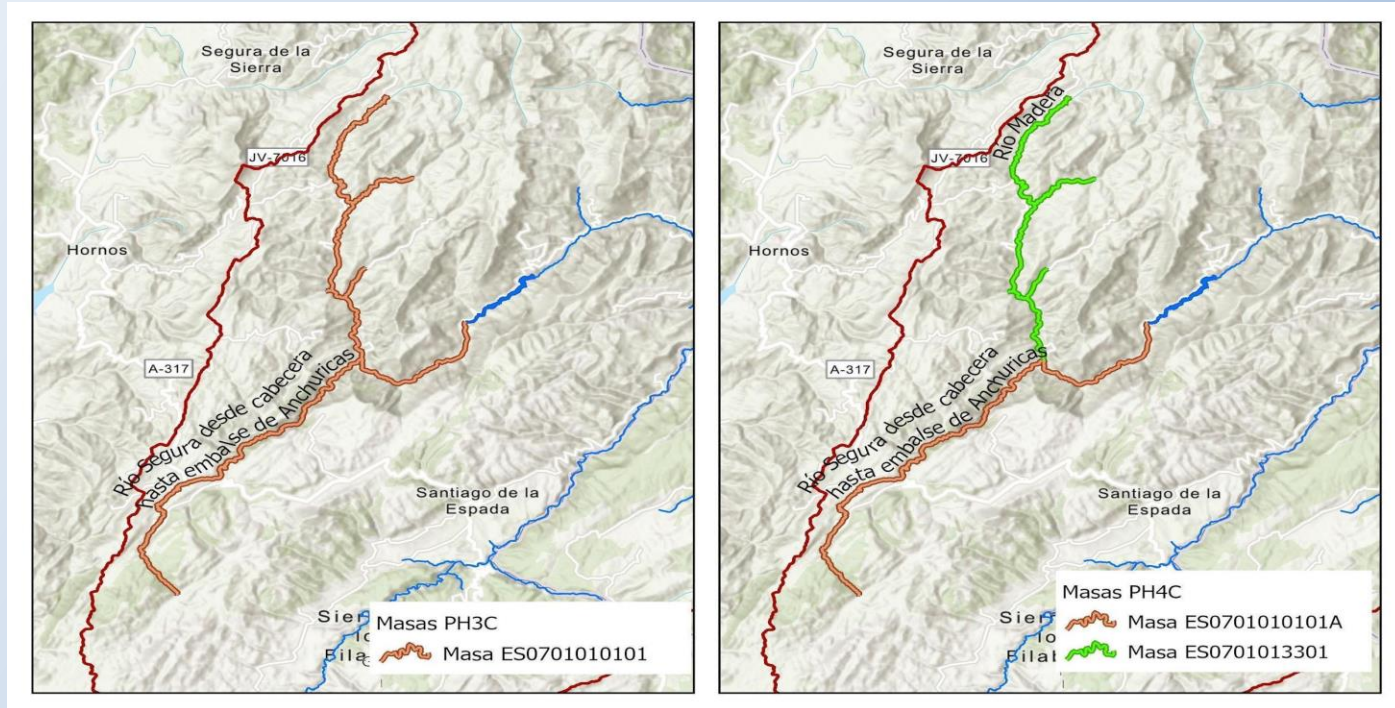 Segura de la
Sierra
JV-7016
Hornos
A-317
Río Segura desde cabecera
hasta embalse de Anchuricas
Santiago de la
Espada
Masas PH3C
Masa ES0701010101
Segura de la
Sierra
Río Madera
JV-7016
Hornos
A-317
Río Segura desde cabecera
hasta embalse de Anchuricas
Santiago de la
Espada
Masas PH4C
Masa ES0701010101A
Masa ES0701013301